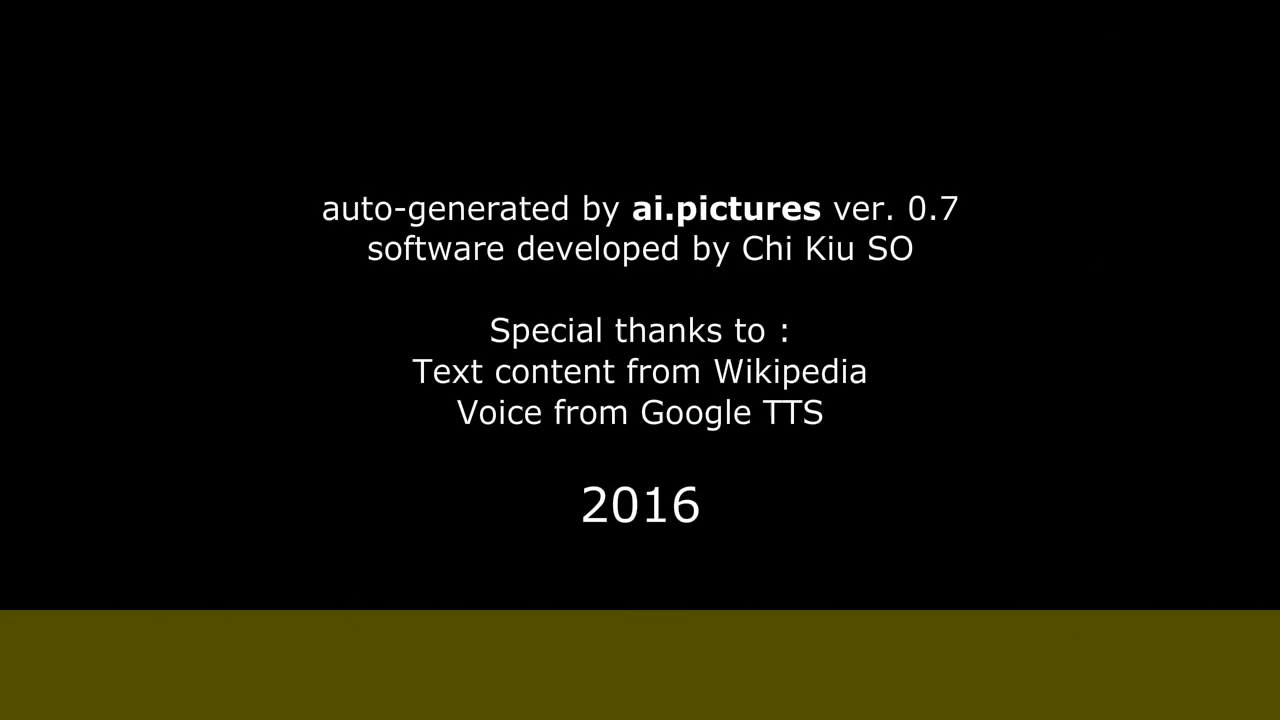 auto-generated by ai.pictures ver. 0.7
software developed by Chi Kiu SO
Special thanks to :
Text content from Wikipedia
Voice from Google TTS
2016